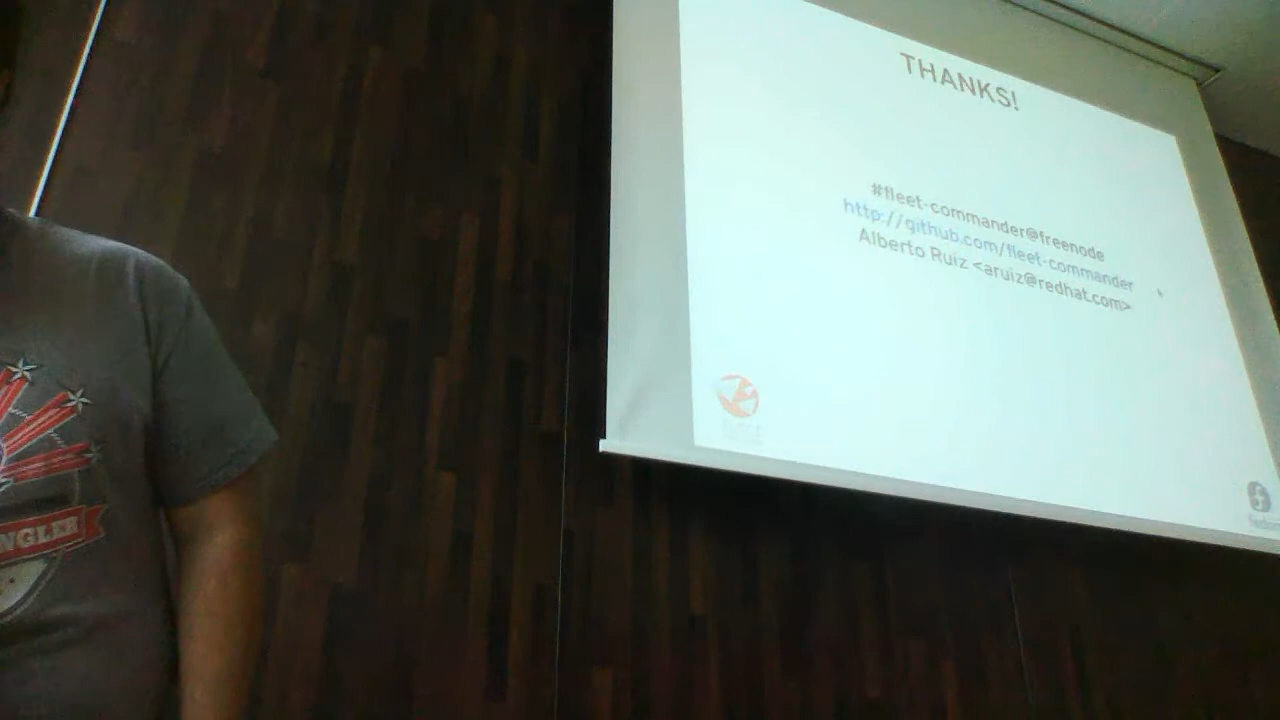 THANKS!
#fleet-commander@freenode
http://github.com/fleet-commander
Alberto Ruiz <aruiz@redhat.com>
NGLER